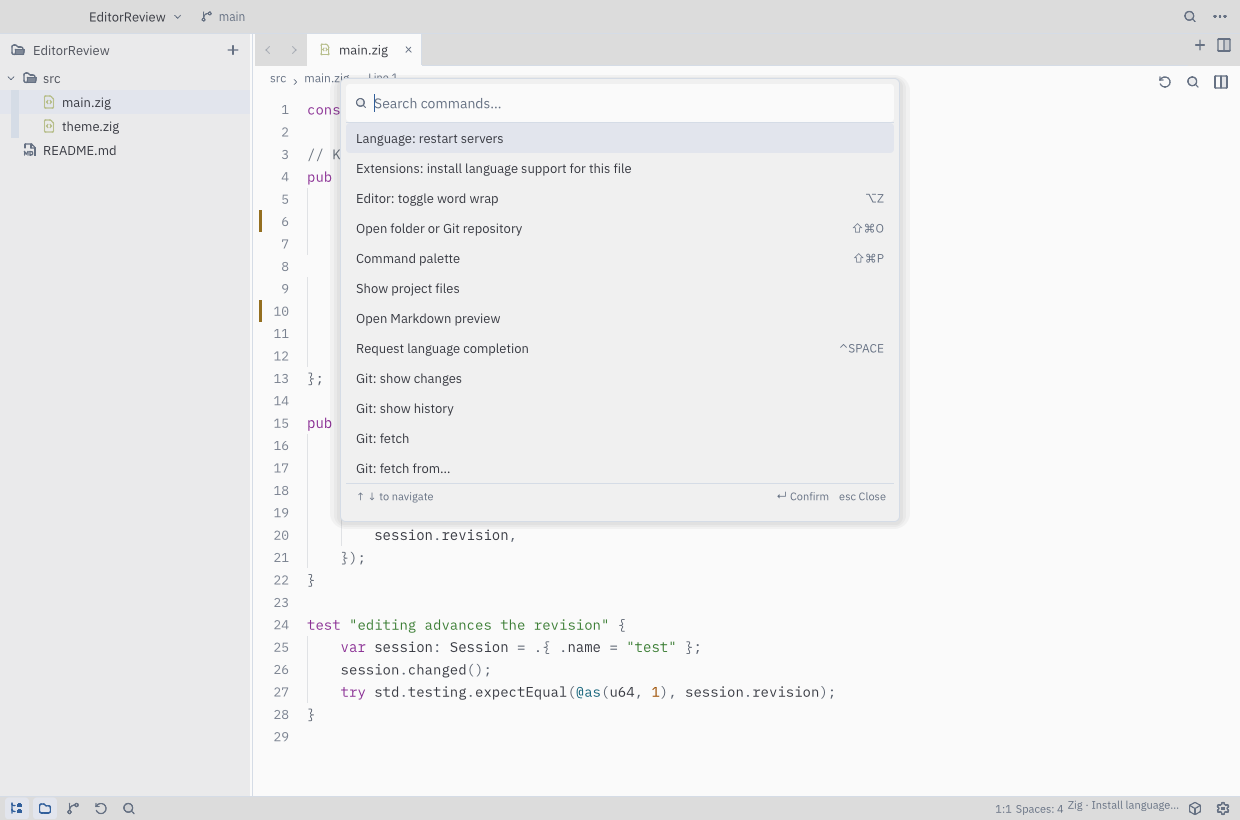 EditorReview main
EditorReview
src
main.zig
theme.zig
README.md
main.zig
src main.zig
Search commands...
Language: restart servers
Extensions: install language support for this file
Editor: toggle word wrap ⌥Z
Open folder or Git repository ⇧⌘O
Command palette ⇧⌘P
Show project files
Open Markdown preview
Request language completion ^SPACE
Git: show changes
Git: show history
Git: fetch
Git: fetch from...
↑ ↓ to navigate ↵ Confirm esc Close
1 cons
2
3 // K
4 pub
5
6
7
8
9
10
11
12
13 };
14
15 pub
16
17
18
19
20 session.revision,
21 });
22 }
23
24 test "editing advances the revision" {
25 var session: Session = .{ .name = "test" };
26 session.changed();
27 try std.testing.expectEqual(@as(u64, 1), session.revision);
28 }
29
1:1 Spaces: 4 Zig · Install language...